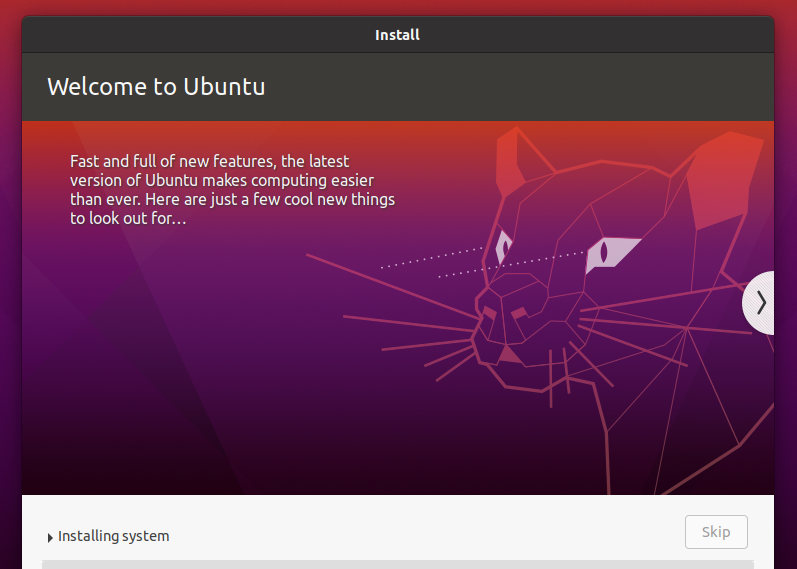 Install
Welcome to Ubuntu
Fast and full of new features, the latest
version of Ubuntu makes computing easier
than ever. Here are just a few cool new things
to look out for…
Installing system
Skip